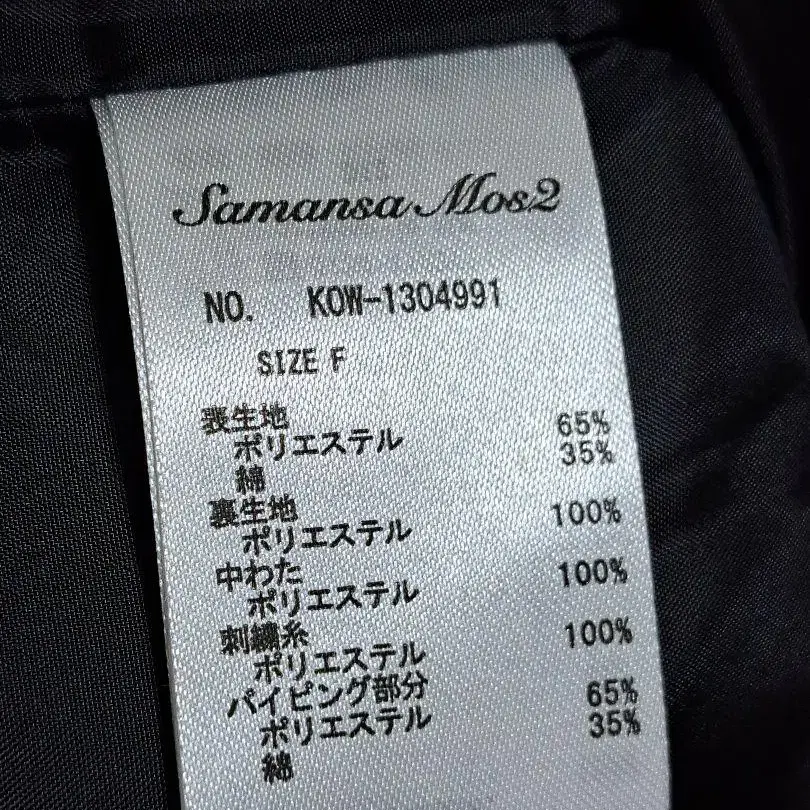 Samansa Mos2
NO. KOW-1304991
SIZE F
表生地
ポリエステル 65%
綿 35%
裏生地
ポリエステル 100%
中わた
ポリエステル 100%
刺繍糸
ポリエステル 100%
パイピング部分
ポリエステル 65%
綿 35%